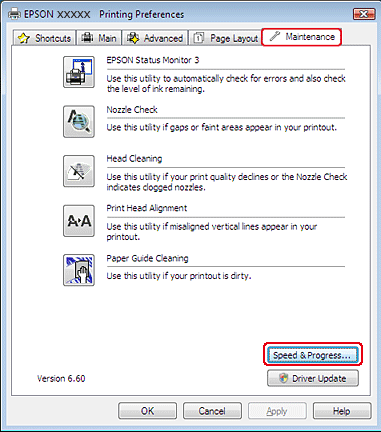 EPSON XXXXX Printing Preferences
Shortcuts Main Advanced Page Layout Maintenance
EPSON Status Monitor 3
Use this utility to automatically check for errors and also check
the level of ink remaining.
Nozzle Check
Use this utility if gaps or faint areas appear in your printout.
Head Cleaning
Use this utility if your print quality declines or the Nozzle Check
indicates clogged nozzles.
Print Head Alignment
Use this utility if misaligned vertical lines appear in your
printout.
Paper Guide Cleaning
Use this utility if your printout is dirty.
Speed & Progress...
Version 6.60 Driver Update
OK Cancel Apply Help